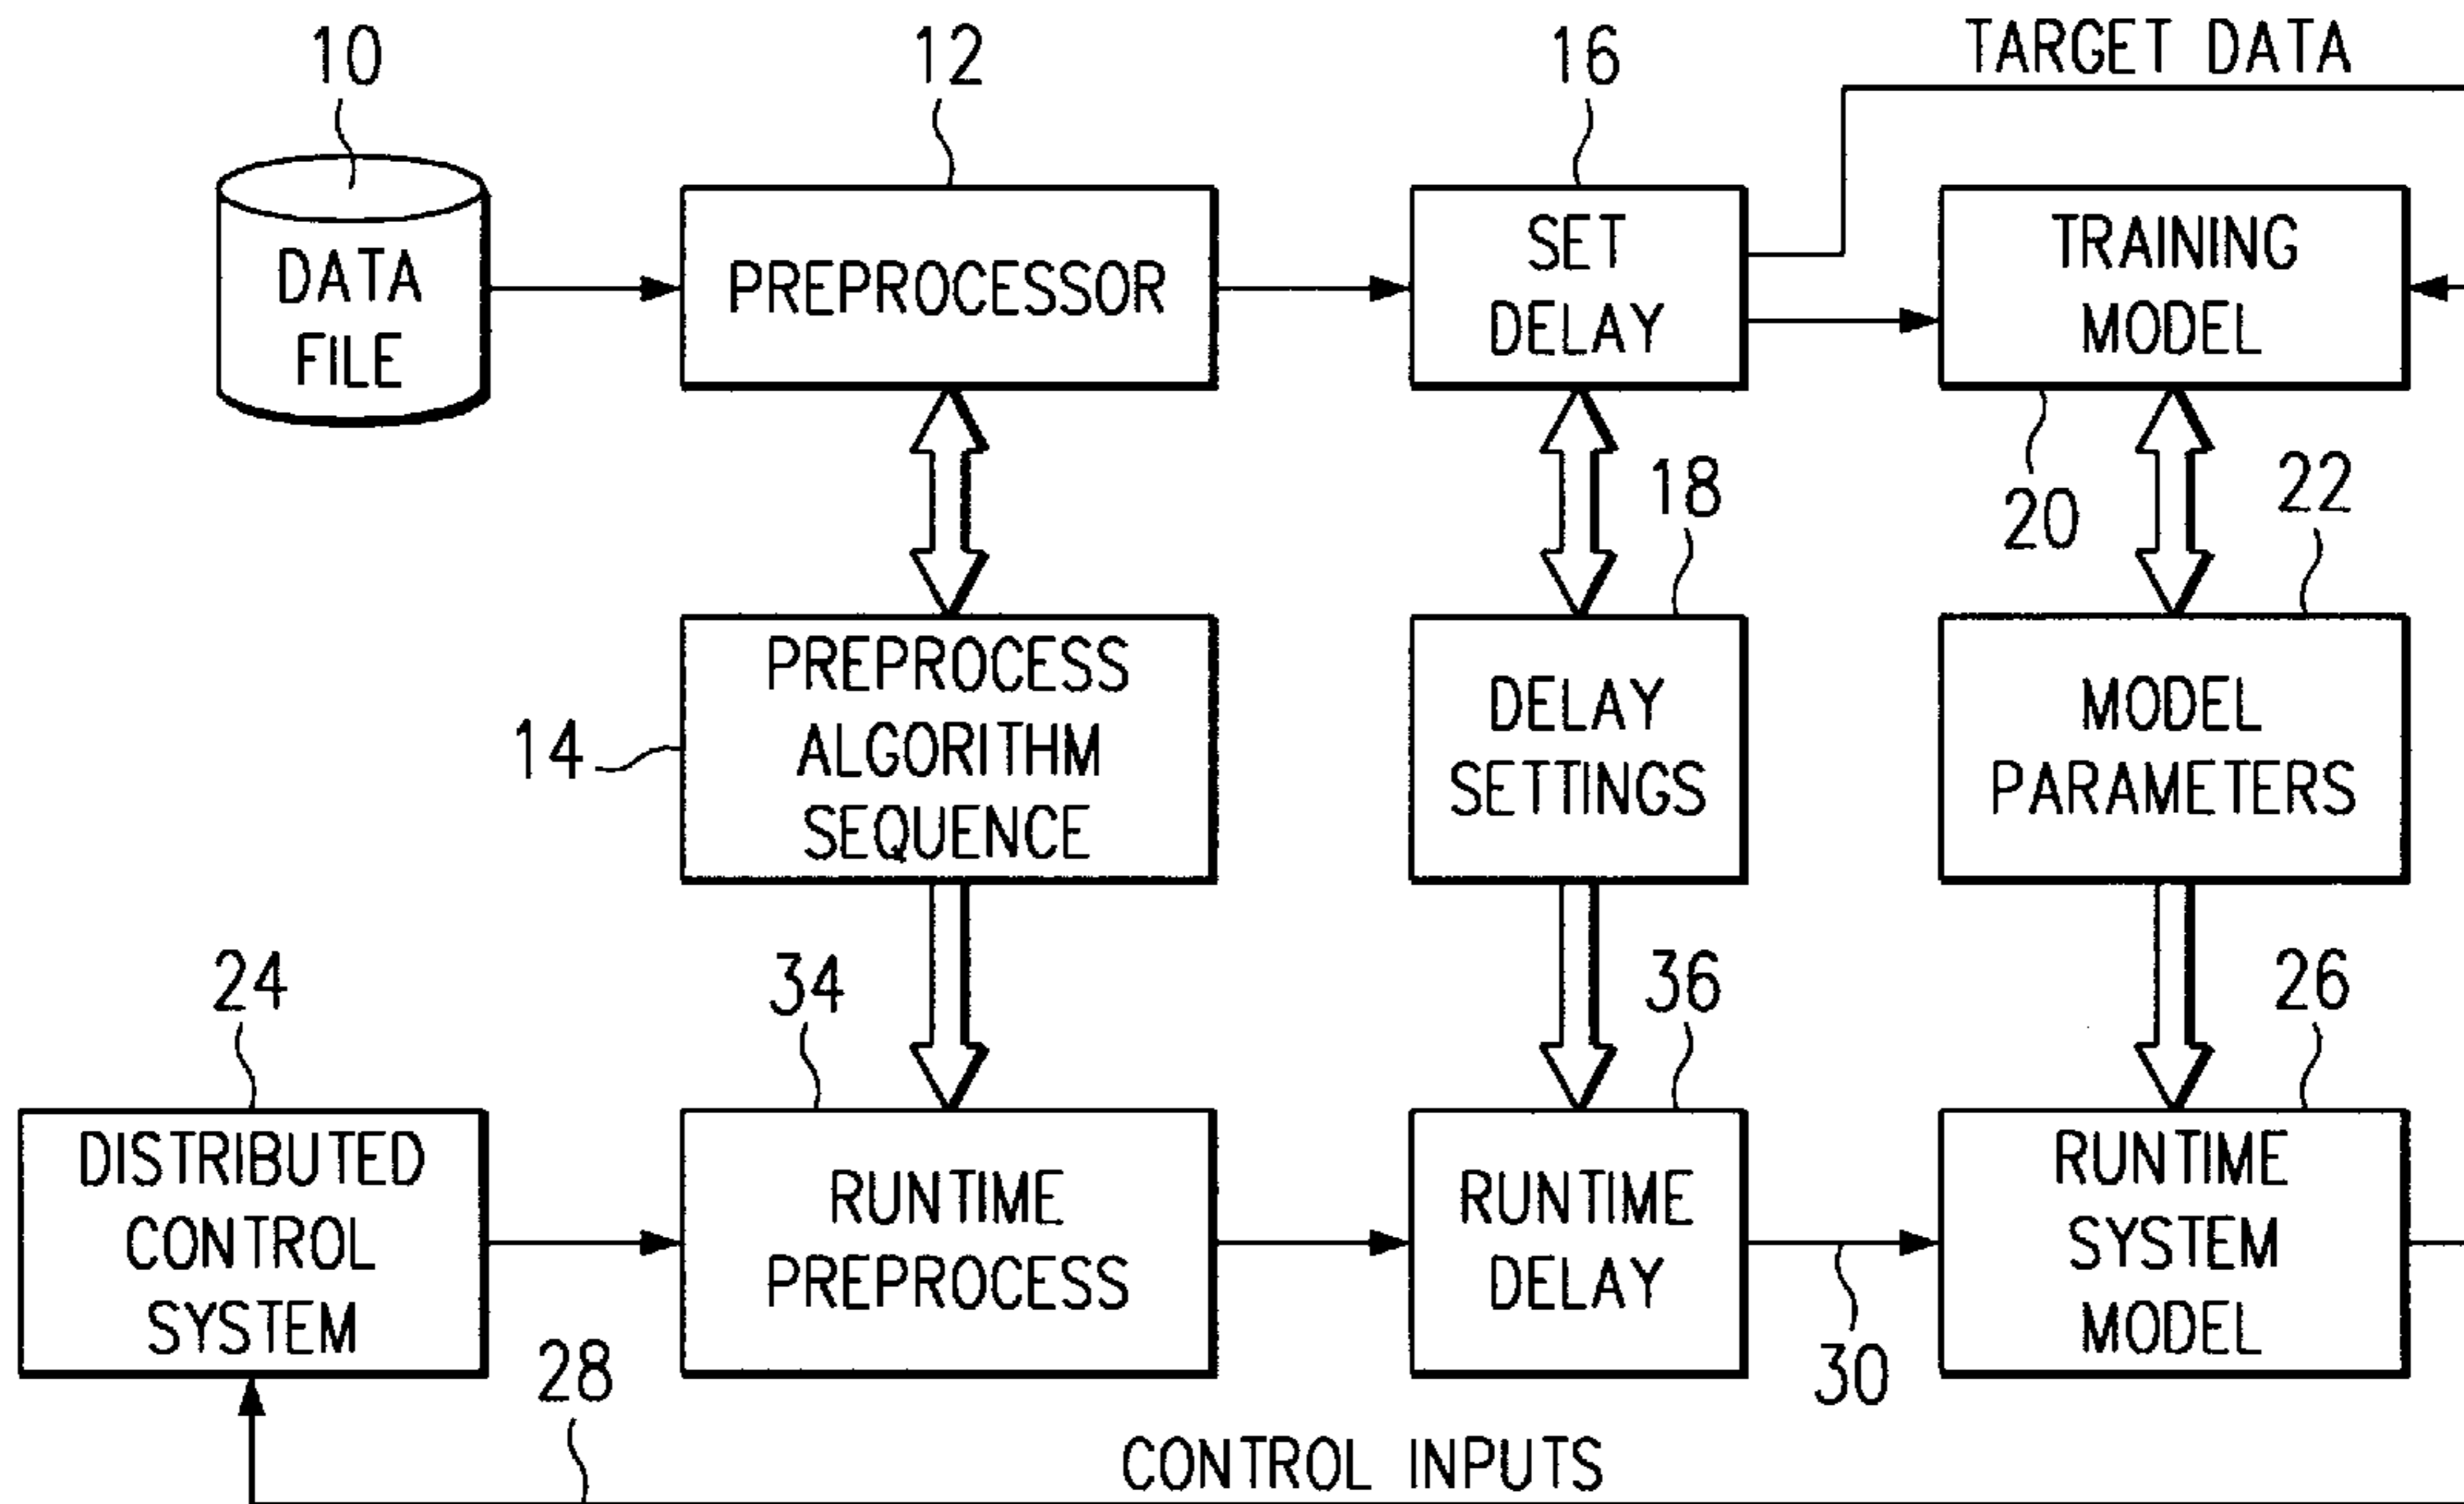 TARGET DATA
10
12
16
DATA
FILE
PREPROCESSOR
SET
DELAY
TRAINING
MODEL
18
20
22
14
PREPROCESS
ALGORITHM
SEQUENCE
DELAY
SETTINGS
MODEL
PARAMETERS
24
34
36
26
DISTRIBUTED
CONTROL
SYSTEM
RUNTIME
PREPROCESS
RUNTIME
DELAY
RUNTIME
SYSTEM
MODEL
28
30
CONTROL INPUTS